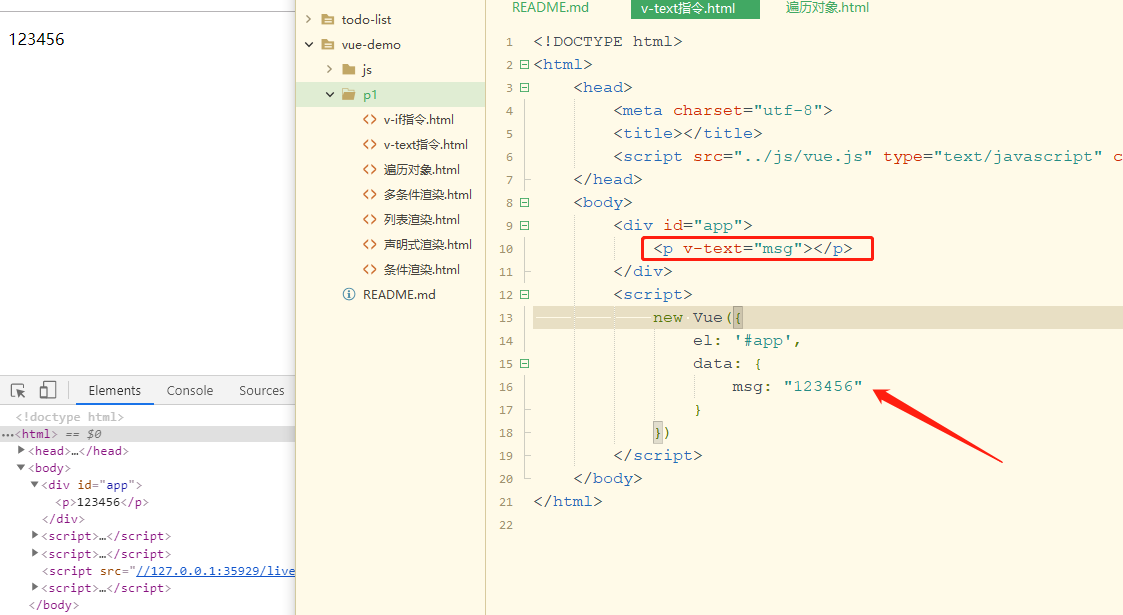 123456
Elements Console Sources
<!doctype html>
…<html> == $0
<head>…</head>
<body>
<div id="app">
<p>123456</p>
</div>
<script>…</script>
<script>…</script>
<script src="//127.0.0.1:35929/live
<script>…</script>
</body>
todo-list
vue-demo
js
p1
v-if指令.html
v-text指令.html
遍历对象.html
多条件渲染.html
列表渲染.html
声明式渲染.html
条件渲染.html
README.md
README.md v-text指令.html 遍历对象.html
1 <!DOCTYPE html>
2 <html>
3 <head>
4 <meta charset="utf-8">
5 <title></title>
6 <script src="../js/vue.js" type="text/javascript" c
7 </head>
8 <body>
9 <div id="app">
10 <p v-text="msg"></p>
11 </div>
12 <script>
13 new Vue({
14 el: '#app',
15 data: {
16 msg: "123456"
17 }
18 })
19 </script>
20 </body>
21 </html>
22